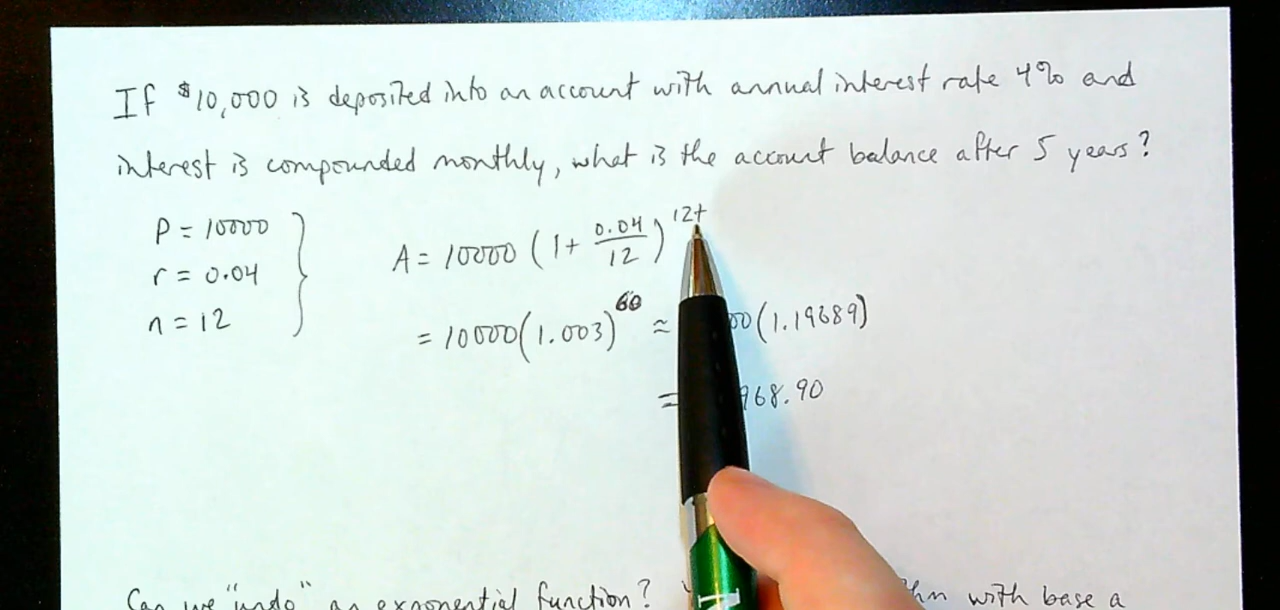 If $10,000 is deposited into an account with annual interest rate 4% and
interest is compounded monthly, what is the account balance after 5 years?
P = 10000
r = 0.04
n = 12
A = 10000 (1 + 0.04/12)^12t
= 10000(1.003)^60 ≈ 00(1.19689)
= 968.90
Can we "undo" an exponential function? with base a